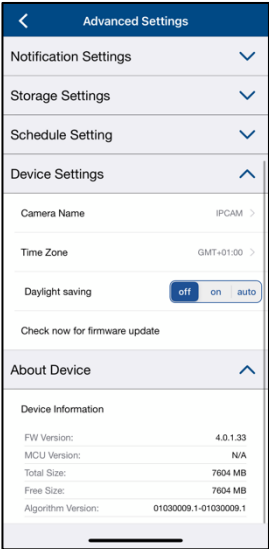 Advanced Settings
Notification Settings
Storage Settings
Schedule Setting
Device Settings
Camera Name IPCAM
Time Zone GMT+01:00
Daylight saving off on auto
Check now for firmware update
About Device
Device Information
FW Version: 4.0.1.33
MCU Version: N/A
Total Size: 7604 MB
Free Size: 7604 MB
Algorithm Version: 01030009.1-01030009.1